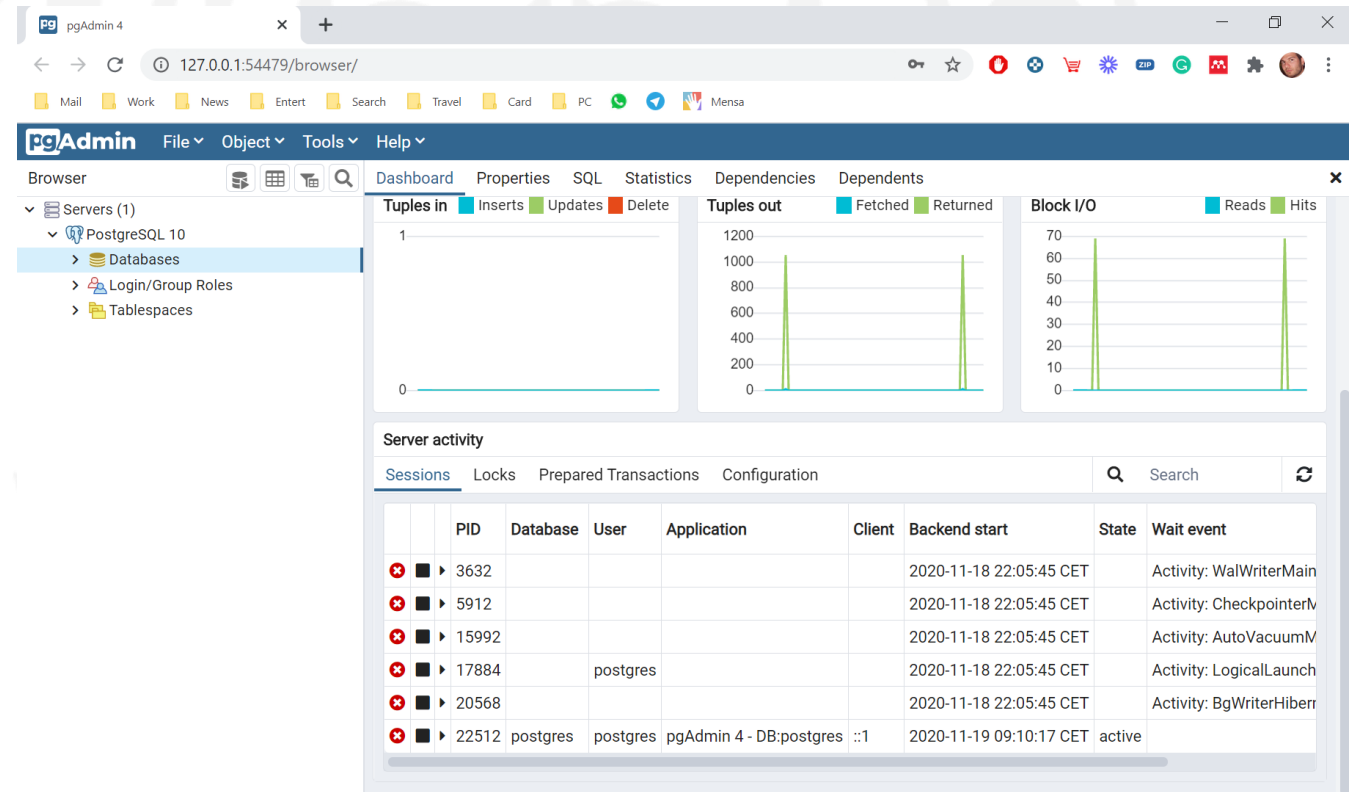 pgAdmin 4
127.0.0.1:54479/browser/
Mail Work News Entert Search Travel Card PC Mensa
pgAdmin File Object Tools Help
Browser
Servers (1)
PostgreSQL 10
Databases
Login/Group Roles
Tablespaces
Dashboard Properties SQL Statistics Dependencies Dependents
Tuples in Inserts Updates Delete
1
0
Tuples out Fetched Returned
1200
1000
800
600
400
200
0
Block I/O Reads Hits
70
60
50
40
30
20
10
0
Server activity
Sessions Locks Prepared Transactions Configuration Search
PID Database User Application Client Backend start State Wait event
3632 2020-11-18 22:05:45 CET Activity: WalWriterMain
5912 2020-11-18 22:05:45 CET Activity: CheckpointerM
15992 2020-11-18 22:05:45 CET Activity: AutoVacuumM
17884 postgres 2020-11-18 22:05:45 CET Activity: LogicalLaunch
20568 2020-11-18 22:05:45 CET Activity: BgWriterHibern
22512 postgres postgres pgAdmin 4 - DB:postgres ::1 2020-11-19 09:10:17 CET active